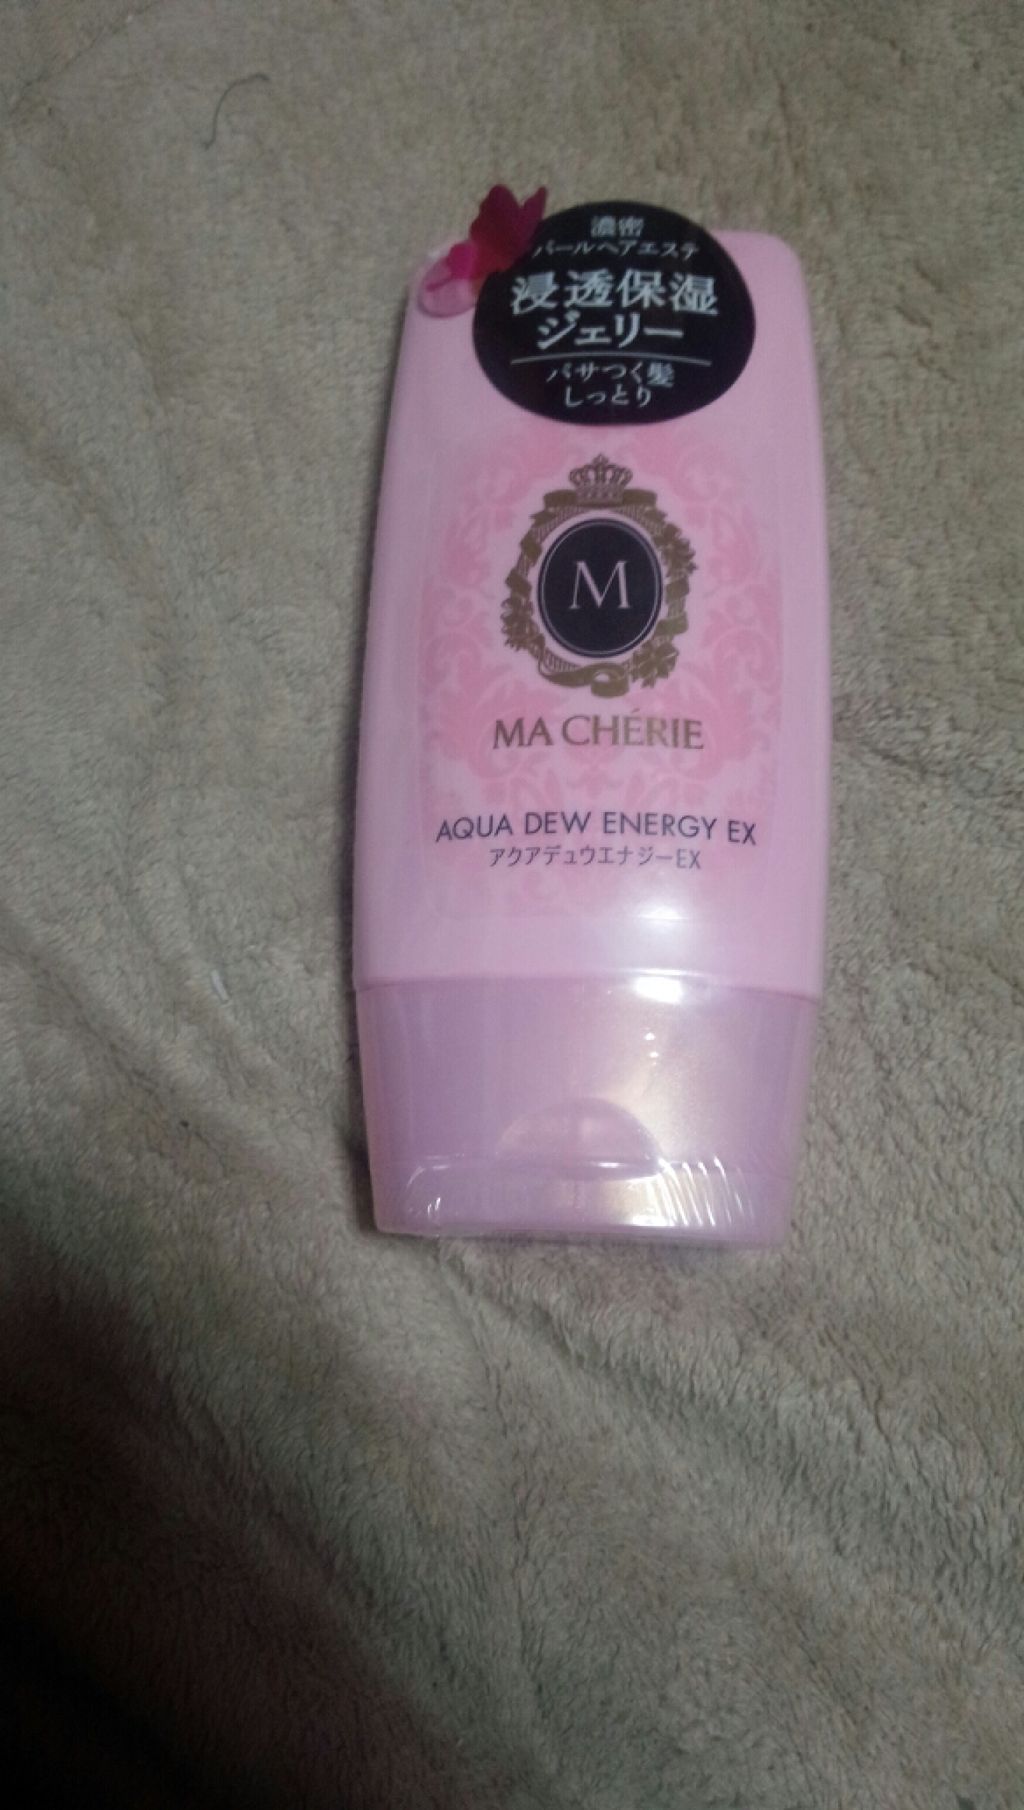 濃密
パールヘアエステ
浸透保湿
ジェリー
パサつく髪
しっとり
M
MA CHÉRIE
AQUA DEW ENERGY EX
アクアデュウエナジーEX